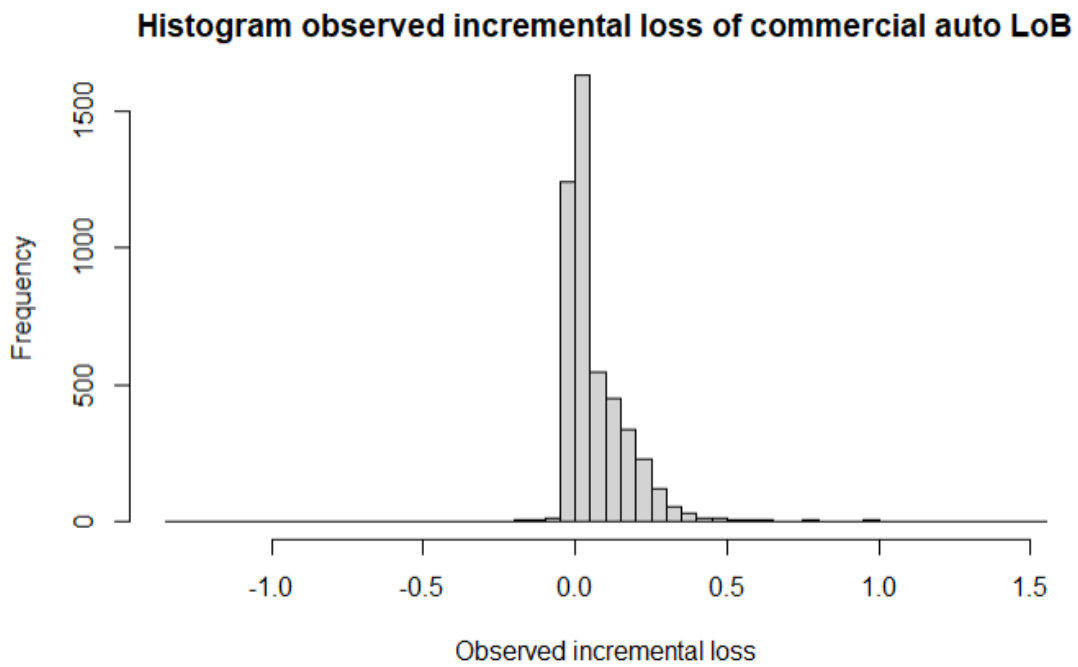 Histogram observed incremental loss of commercial auto LoB
Frequency
1500
1000
500
0
-1.0 -0.5 0.0 0.5 1.0 1.5
Observed incremental loss